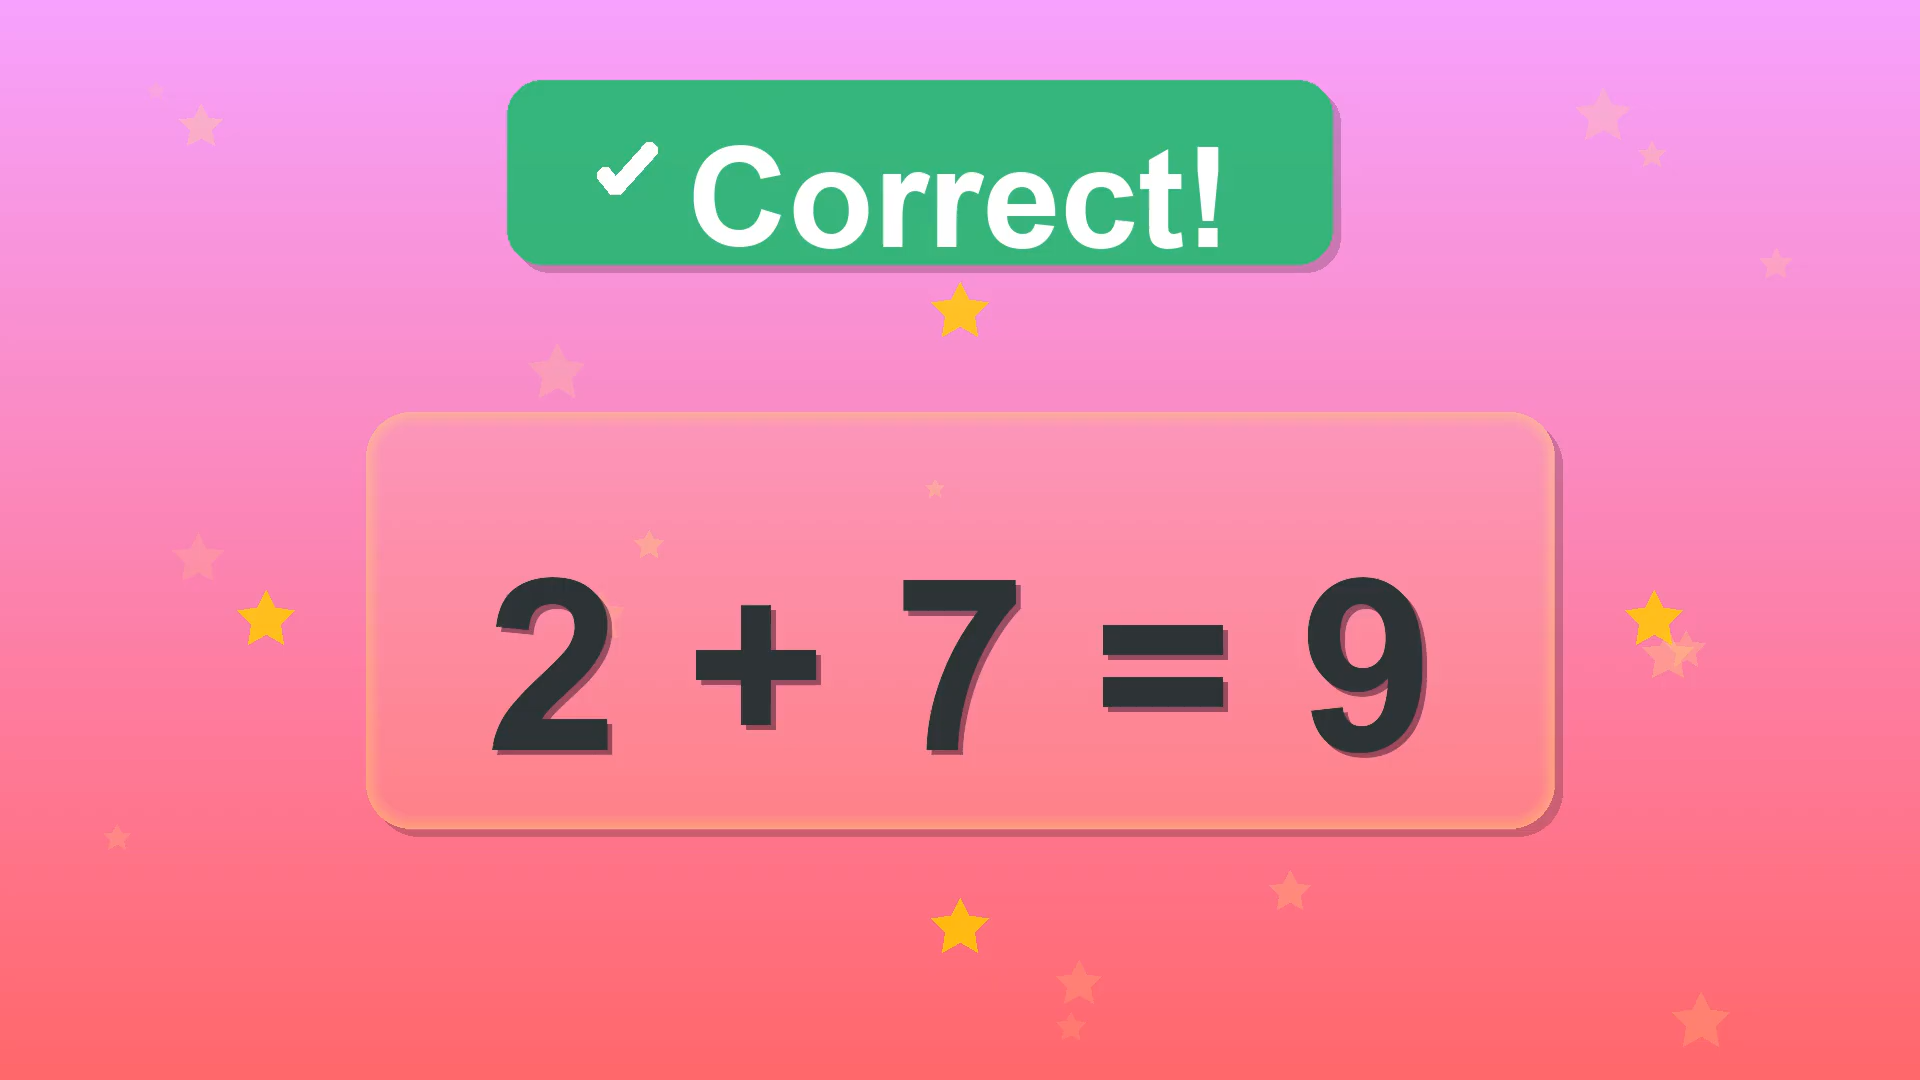 ✓ Correct!
2 + 7 = 9